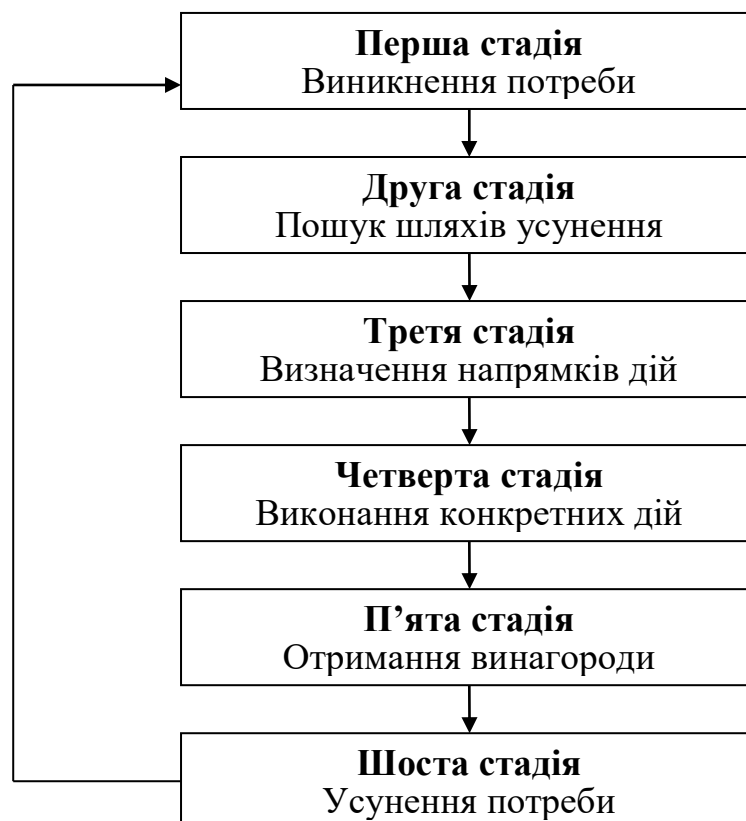 Перша стадія
Виникнення потреби
Друга стадія
Пошук шляхів усунення
Третя стадія
Визначення напрямків дій
Четверта стадія
Виконання конкретних дій
П’ята стадія
Отримання винагороди
Шоста стадія
Усунення потреби